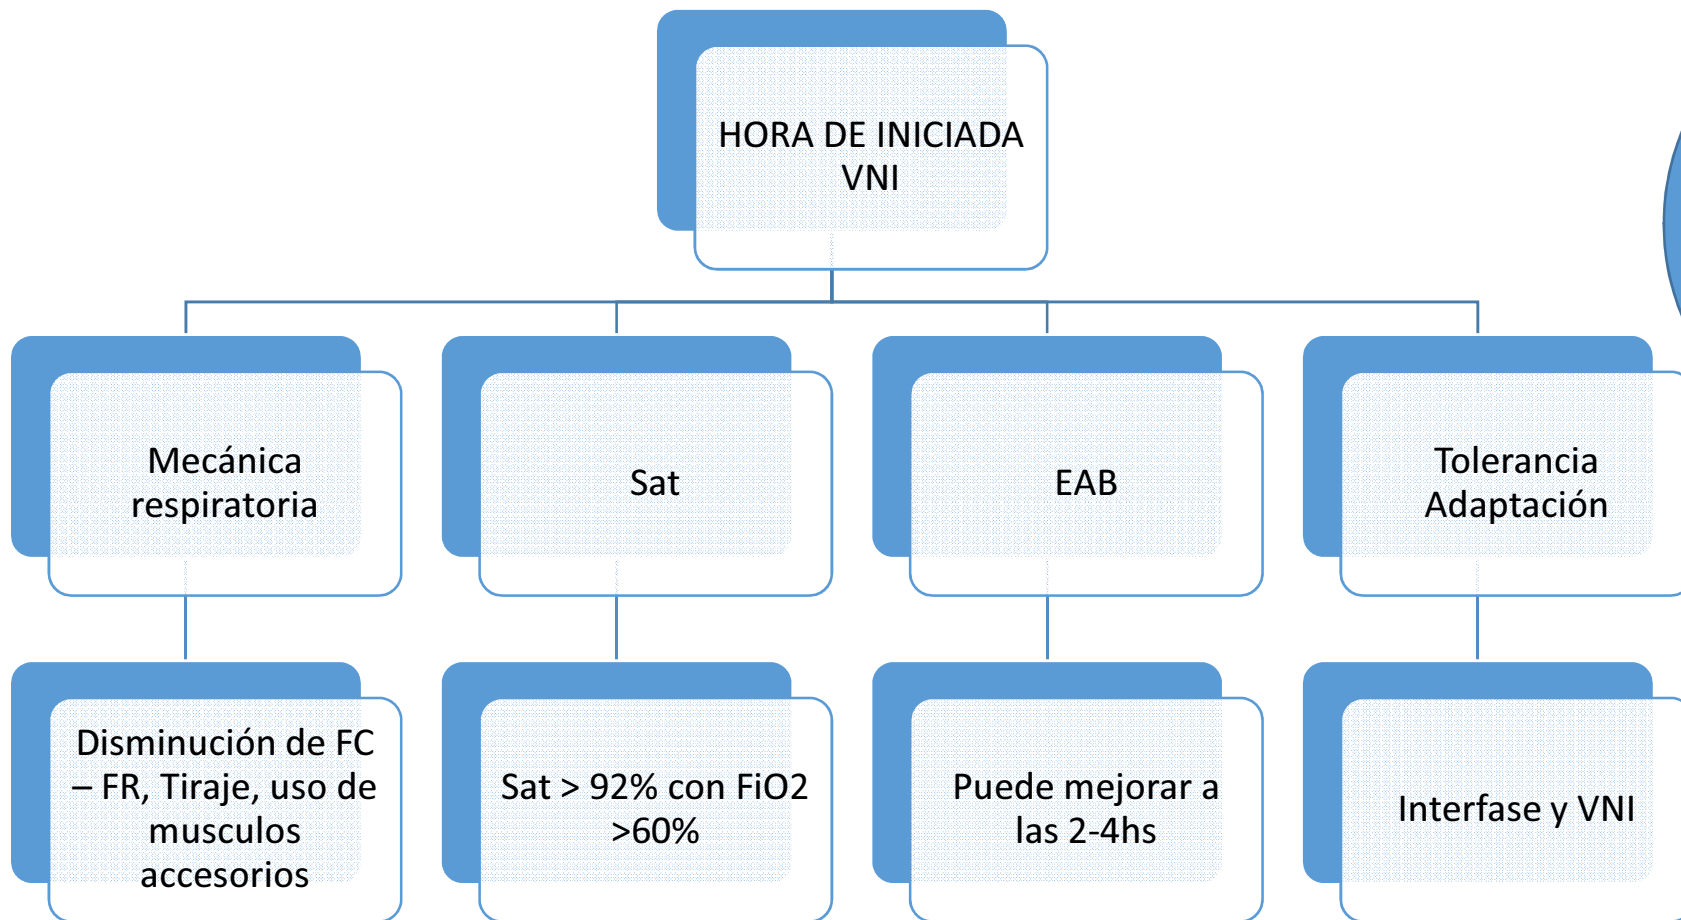 HORA DE INICIADA
VNI
Mecánica
respiratoria
Sat
EAB
Tolerancia
Adaptación
Disminución de FC
– FR, Tiraje, uso de
musculos
accesorios
Sat > 92% con FiO2
>60%
Puede mejorar a
las 2-4hs
Interfase y VNI